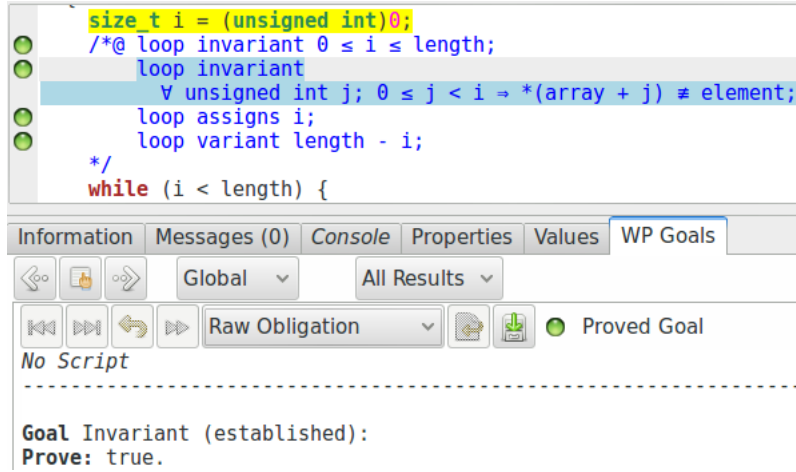 size_t i = (unsigned int)0;
/*@ loop invariant 0 ≤ i ≤ length;
loop invariant
∀ unsigned int j; 0 ≤ j < i ⇒ *(array + j) ≢ element;
loop assigns i;
loop variant length - i;
*/
while (i < length) {
Information Messages (0) Console Properties Values WP Goals
Global All Results
Raw Obligation Proved Goal
No Script
--------------------------------------------------------------------
Goal Invariant (established):
Prove: true.